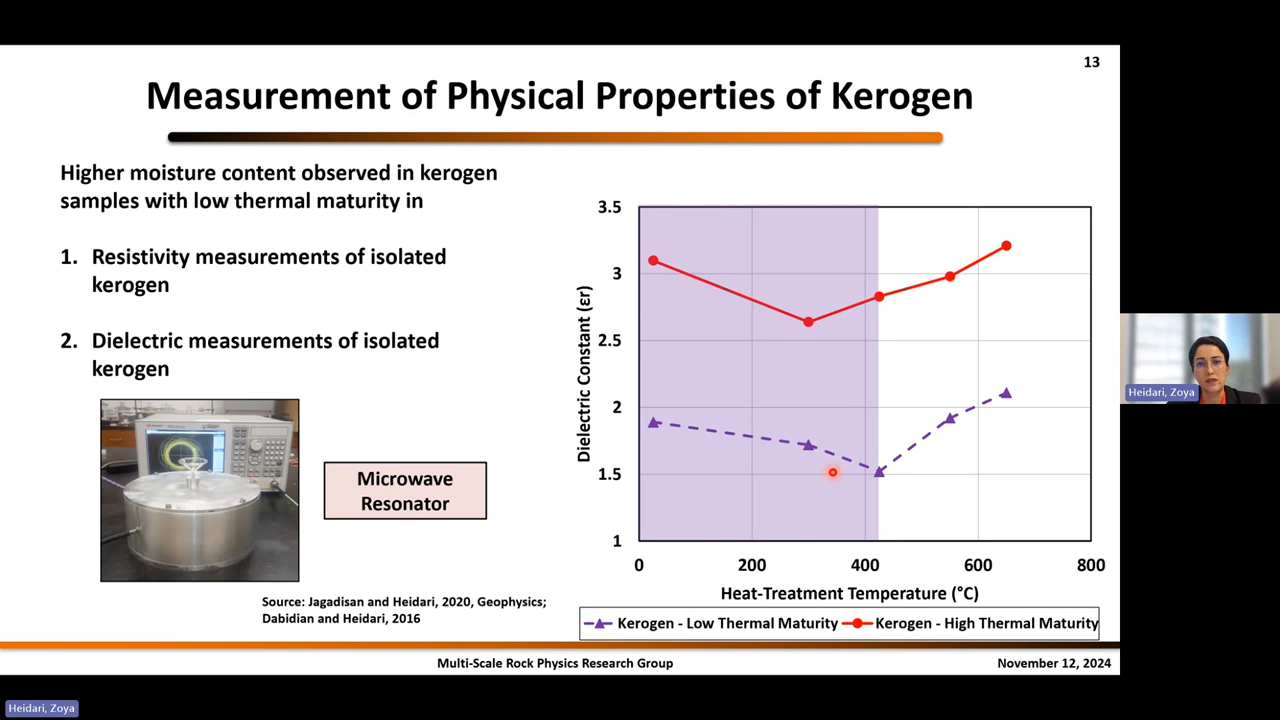 13
Measurement of Physical Properties of Kerogen
Higher moisture content observed in kerogen
samples with low thermal maturity in
1. Resistivity measurements of isolated
kerogen
2. Dielectric measurements of isolated
kerogen
Microwave
Resonator
Source: Jagadisan and Heidari, 2020, Geophysics;
Dabidian and Heidari, 2016
Dielectric Constant (εr)
3.5
3
2.5
2
1.5
1
0 200 400 600 800
Heat-Treatment Temperature (°C)
Kerogen - Low Thermal Maturity Kerogen - High Thermal Maturity
Multi-Scale Rock Physics Research Group
November 12, 2024
Heidari, Zoya
Heidari, Zoya